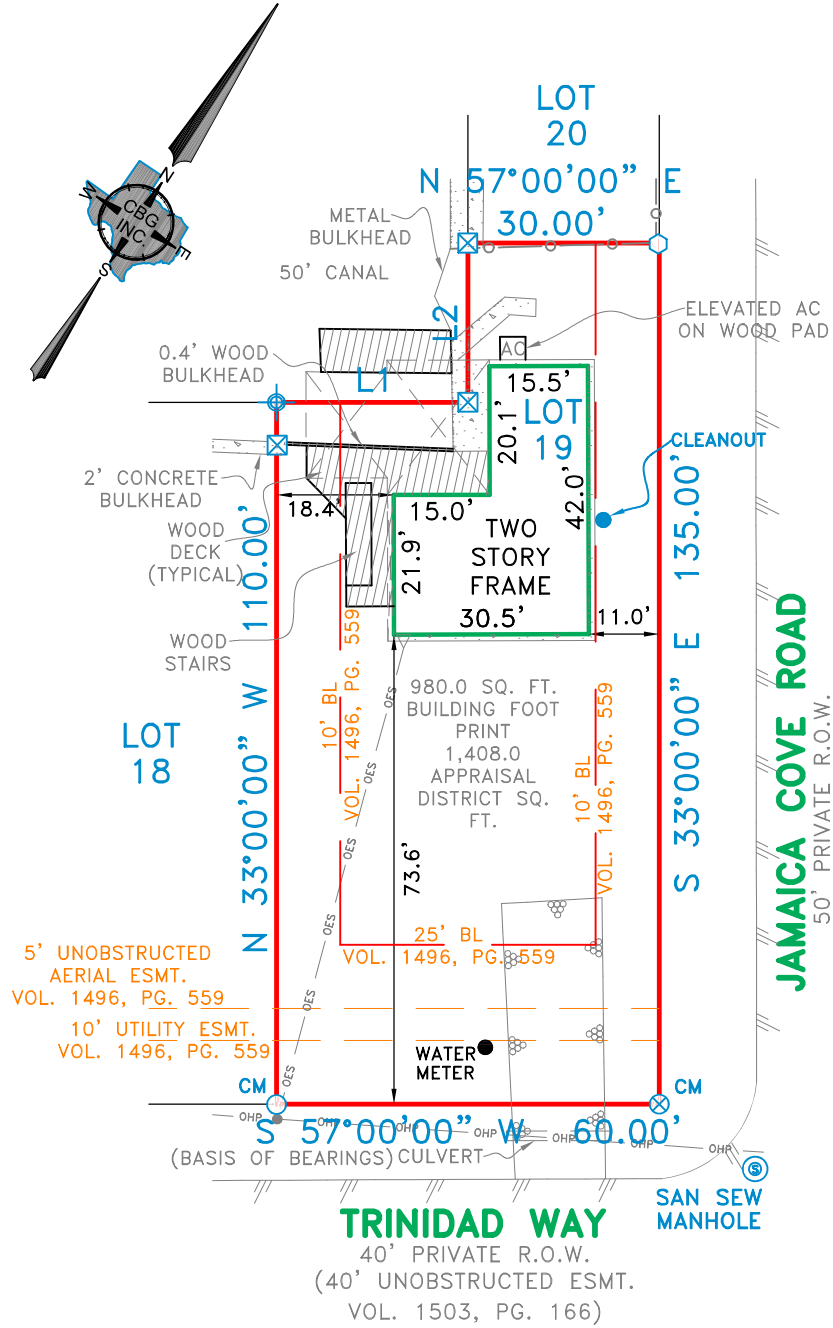 LOT
20
N 57°00'00" E
30.00'
N
W
CBG
INC.
E
S
METAL
BULKHEAD
50' CANAL
L2
ELEVATED AC
ON WOOD PAD
AC
0.4' WOOD
BULKHEAD
L1
15.5'
LOT
19
20.1'
CLEANOUT
2' CONCRETE
BULKHEAD
18.4'
15.0'
42.0'
WOOD
DECK
(TYPICAL)
TWO
STORY
FRAME
21.9'
30.5'
11.0'
WOOD
STAIRS
N 33°00'00" W 110.00'
S 33°00'00" E 135.00'
JAMAICA COVE ROAD
50' PRIVATE R.O.W.
LOT
18
10' BL
VOL. 1496, PG. 559
980.0 SQ. FT.
BUILDING FOOT
PRINT
1,408.0
APPRAISAL
DISTRICT SQ.
FT.
10' BL
VOL. 1496, PG. 559
OES
OES
OES
OES
OES
OES
73.6'
25' BL
VOL. 1496, PG. 559
5' UNOBSTRUCTED
AERIAL ESMT.
VOL. 1496, PG. 559
10' UTILITY ESMT.
VOL. 1496, PG. 559
WATER
METER
CM
CM
OHP
OHP
OHP
OHP
OHP
OHP
OHP
S 57°00'00" W 60.00'
(BASIS OF BEARINGS)
CULVERT
S
SAN SEW
MANHOLE
TRINIDAD WAY
40' PRIVATE R.O.W.
(40' UNOBSTRUCTED ESMT.
VOL. 1503, PG. 166)